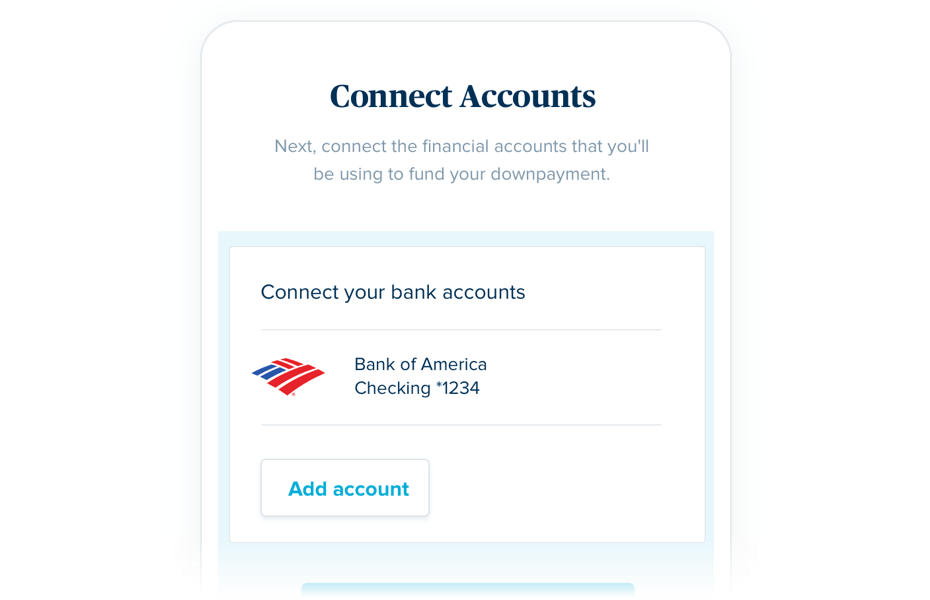 Connect Accounts
Next, connect the financial accounts that you'll
be using to fund your downpayment.
Connect your bank accounts
Bank of America
Checking *1234
Add account